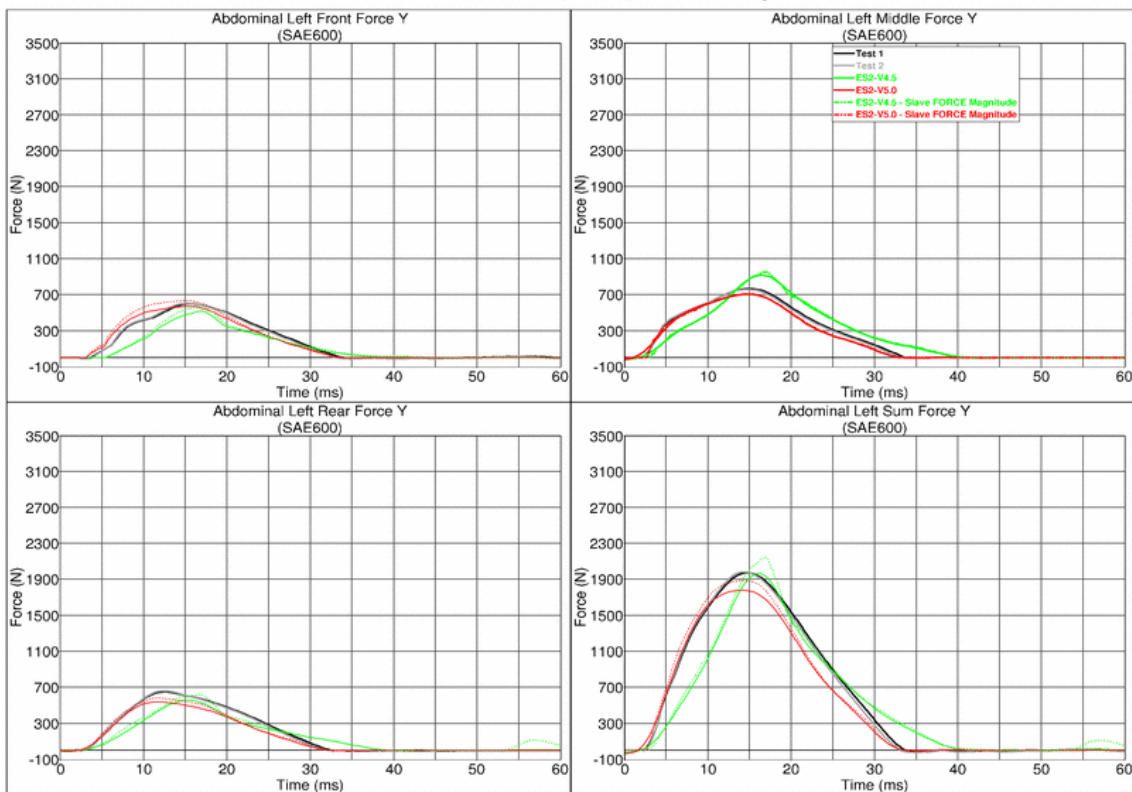 Abdominal Left Front Force Y
(SAE600)
3500
3100
2700
2300
1900
1500
1100
700
300
-100
Force (N)
0 10 20 30 40 50 60
Time (ms)
Abdominal Left Middle Force Y
(SAE600)
Test 1
Test 2
ES2-V4.5
ES2-V5.0
ES2-V4.5 - Slave FORCE Magnitude
ES2-V5.0 - Slave FORCE Magnitude
3500
3100
2700
2300
1900
1500
1100
700
300
-100
Force (N)
0 10 20 30 40 50 60
Time (ms)
Abdominal Left Rear Force Y
(SAE600)
3500
3100
2700
2300
1900
1500
1100
700
300
-100
Force (N)
0 10 20 30 40 50 60
Time (ms)
Abdominal Left Sum Force Y
(SAE600)
3500
3100
2700
2300
1900
1500
1100
700
300
-100
Force (N)
0 10 20 30 40 50 60
Time (ms)